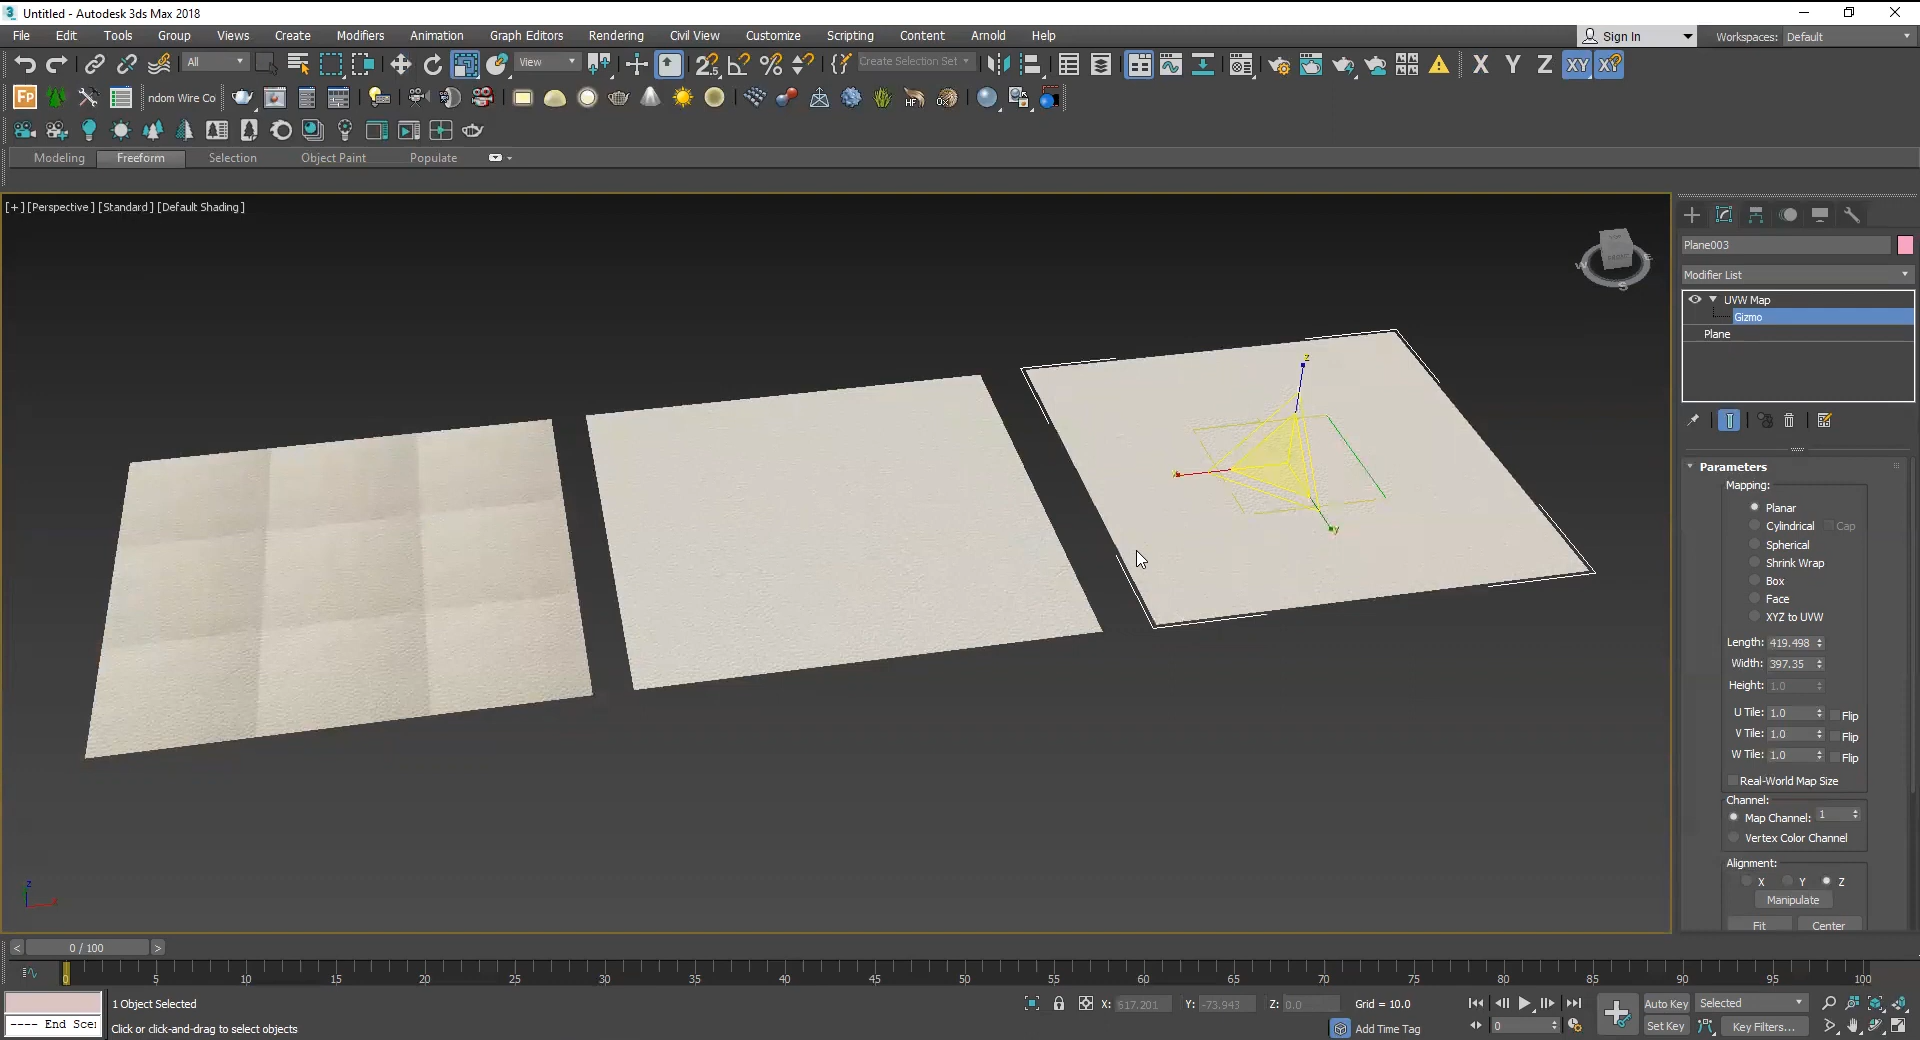 Untitled - Autodesk 3ds Max 2018
File Edit Tools Group Views Create Modifiers Animation Graph Editors Rendering Civil View Customize Scripting Content Arnold Help Sign In Workspaces: Default
All View Create Selection Set X Y Z XY XY
ndom Wire Co
Modeling Freeform Selection Object Paint Populate
[+] [Perspective] [Standard] [Default Shading]
Plane003
Modifier List
UVW Map
Gizmo
Plane
Parameters
Mapping:
Planar
Cylindrical Cap
Spherical
Shrink Wrap
Box
Face
XYZ to UVW
Length: 419.498
Width: 397.35
Height: 1.0
U Tile: 1.0 Flip
V Tile: 1.0 Flip
W Tile: 1.0 Flip
Real-World Map Size
Channel:
Map Channel: 1
Vertex Color Channel
Alignment:
X Y Z
Manipulate
Fit Center
0 / 100
0 5 10 15 20 25 30 35 40 45 50 55 60 65 70 75 80 85 90 95 100
1 Object Selected X: 517.201 Y: -73.943 Z: 0.0 Grid = 10.0 Auto Key Selected
---- End Scei Click or click-and-drag to select objects Add Time Tag 0 Set Key Key Filters...